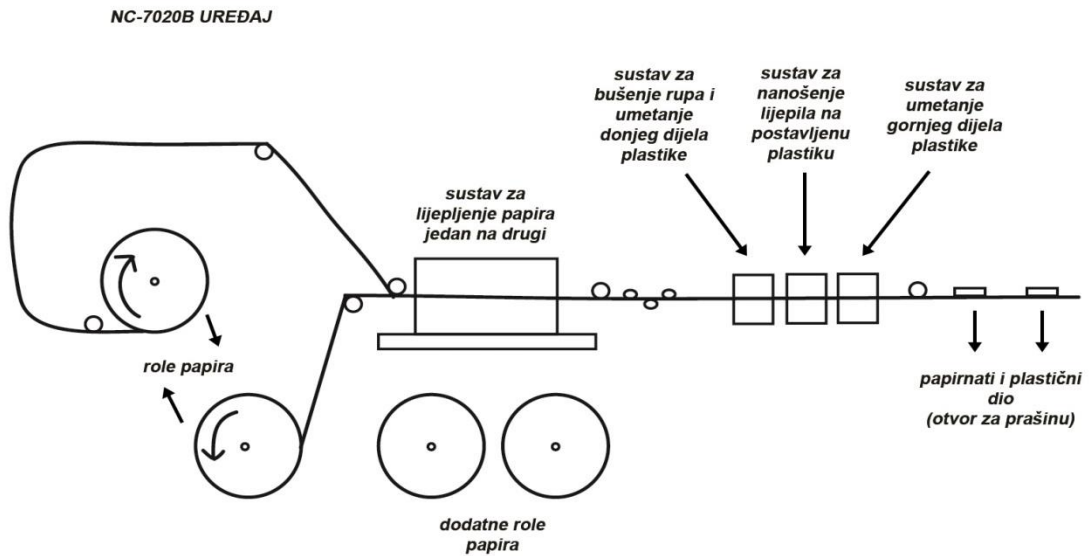 NC-7020B UREĐAJ
sustav za
bušenje rupa i
umetanje
donjeg dijela
plastike
sustav za
nanošenje
lijepila na
postavljenu
plastiku
sustav za
umetanje
gornjeg dijela
plastike
sustav za
lijepljenje papira
jedan na drugi
role papira
papirnati i plastični
dio
(otvor za prašinu)
dodatne role
papira